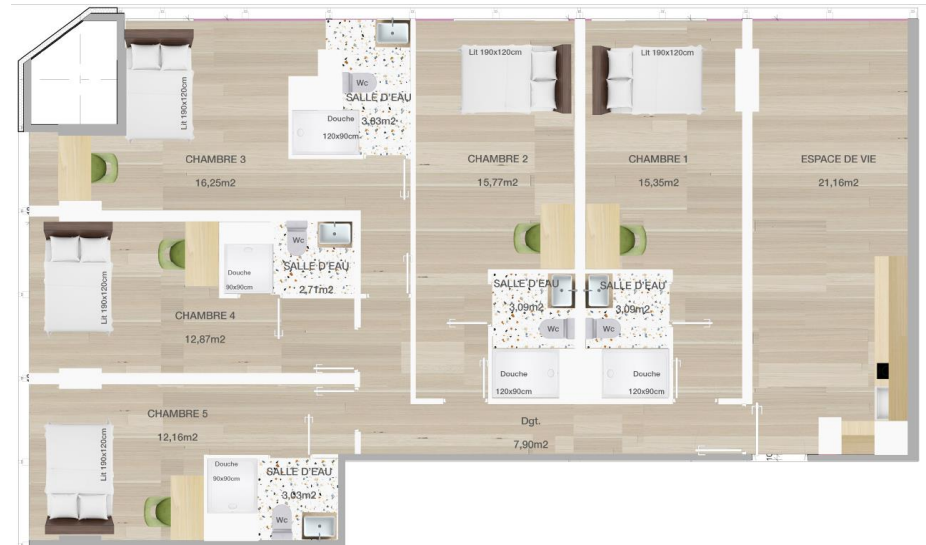 Lit 190x120cm
Wc
SALLE D'EAU
3,83m2
Douche
120x90cm
CHAMBRE 3
16,25m2
Lit 190x120cm
CHAMBRE 2
15,77m2
Lit 190x120cm
CHAMBRE 1
15,35m2
ESPACE DE VIE
21,16m2
Lit 190x120cm
Wc
Douche
90x90cm
SALLE D'EAU
2,71m2
CHAMBRE 4
12,87m2
SALLE D'EAU
3,09m2
Wc
Douche
120x90cm
SALLE D'EAU
3,09m2
Wc
Douche
120x90cm
CHAMBRE 5
12,16m2
Lit 190x120cm
Douche
90x90cm
SALLE D'EAU
3,03m2
Wc
Dgt.
7,90m2